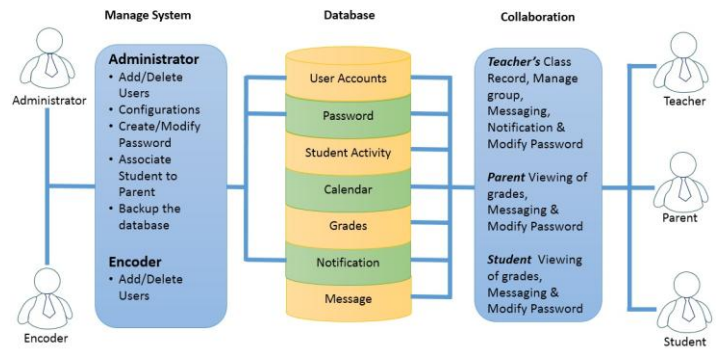 Manage System
Database
Collaboration
Administrator
Encoder
Administrator
• Add/Delete
Users
• Configurations
• Create/Modify
Password
• Associate
Student to
Parent
• Backup the
database
Encoder
• Add/Delete
Users
User Accounts
Password
Student Activity
Calendar
Grades
Notification
Message
Teacher's Class
Record, Manage
group,
Messaging,
Notification &
Modify Password
Parent Viewing of
grades,
Messaging &
Modify Password
Student Viewing
of grades,
Messaging &
Modify Password
Teacher
Parent
Student